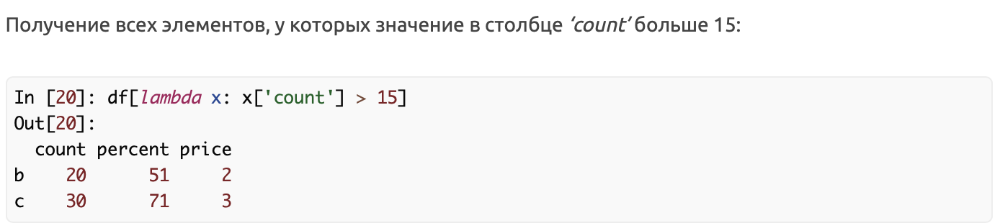 Получение всех элементов, у которых значение в столбце ‘count’ больше 15:
In [20]: df[lambda x: x['count'] > 15]
Out[20]:
  count percent price
b    20      51     2
c    30      71     3